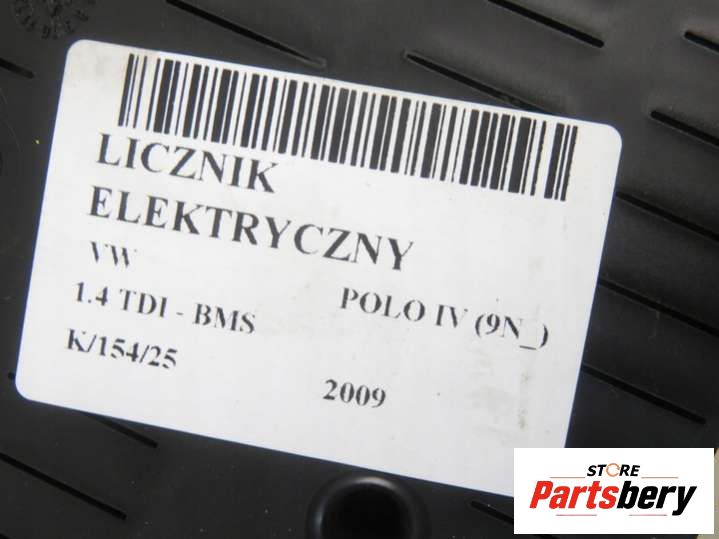 LICZNIK
ELEKTRYCZNY
VW
POLO IV (9N_)
1.4 TDI - BMS
K/154/25
2009
STORE
Partsbery